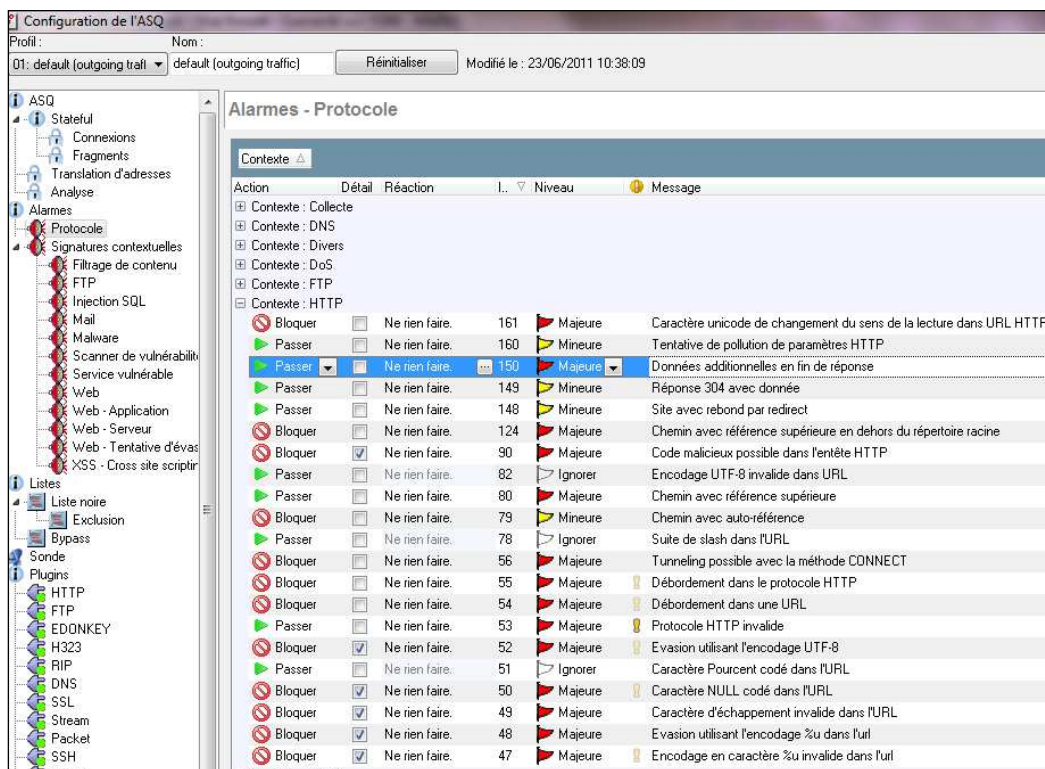 Configuration de l'ASQ
Profil :
Nom :
01: default (outgoing trafl
default (outgoing traffic)
Réinitialiser
Modifié le : 23/06/2011 10:38:09
ASQ
Stateful
Connexions
Fragments
Translation d'adresses
Analyse
Alarmes
Protocole
Signatures contextuelles
Filtrage de contenu
FTP
Injection SQL
Mail
Malware
Scanner de vulnérabilit
Service vulnérable
Web
Web - Application
Web - Serveur
Web - Tentative d'évas
XSS - Cross site scriptir
Listes
Liste noire
Exclusion
Bypass
Sonde
Plugins
HTTP
FTP
EDONKEY
H323
RIP
DNS
SSL
Stream
Packet
SSH
Alarmes - Protocole
Contexte
Action Détail Réaction I.. Niveau Message
Contexte : Collecte
Contexte : DNS
Contexte : Divers
Contexte : DoS
Contexte : FTP
Contexte : HTTP
Bloquer Ne rien faire. 161 Majeure Caractère unicode de changement du sens de la lecture dans URL HTTP
Passer Ne rien faire. 160 Mineure Tentative de pollution de paramètres HTTP
Passer Ne rien faire. ... 150 Majeure Données additionnelles en fin de réponse
Passer Ne rien faire. 149 Mineure Réponse 304 avec donnée
Passer Ne rien faire. 148 Mineure Site avec rebond par redirect
Bloquer Ne rien faire. 124 Majeure Chemin avec référence supérieure en dehors du répertoire racine
Bloquer Ne rien faire. 90 Majeure Code malicieux possible dans l'entête HTTP
Passer Ne rien faire. 82 Ignorer Encodage UTF-8 invalide dans URL
Passer Ne rien faire. 80 Majeure Chemin avec référence supérieure
Bloquer Ne rien faire. 79 Mineure Chemin avec auto-référence
Passer Ne rien faire. 78 Ignorer Suite de slash dans l'URL
Bloquer Ne rien faire. 56 Majeure Tunneling possible avec la méthode CONNECT
Bloquer Ne rien faire. 55 Majeure Débordement dans le protocole HTTP
Bloquer Ne rien faire. 54 Majeure Débordement dans une URL
Passer Ne rien faire. 53 Majeure Protocole HTTP invalide
Bloquer Ne rien faire. 52 Majeure Evasion utilisant l'encodage UTF-8
Passer Ne rien faire. 51 Ignorer Caractère Pourcent codé dans l'URL
Bloquer Ne rien faire. 50 Majeure Caractère NULL codé dans l'URL
Bloquer Ne rien faire. 49 Majeure Caractère d'échappement invalide dans l'URL
Bloquer Ne rien faire. 48 Majeure Evasion utilisant l'encodage %u dans l'url
Bloquer Ne rien faire. 47 Majeure Encodage en caractère %u invalide dans l'url